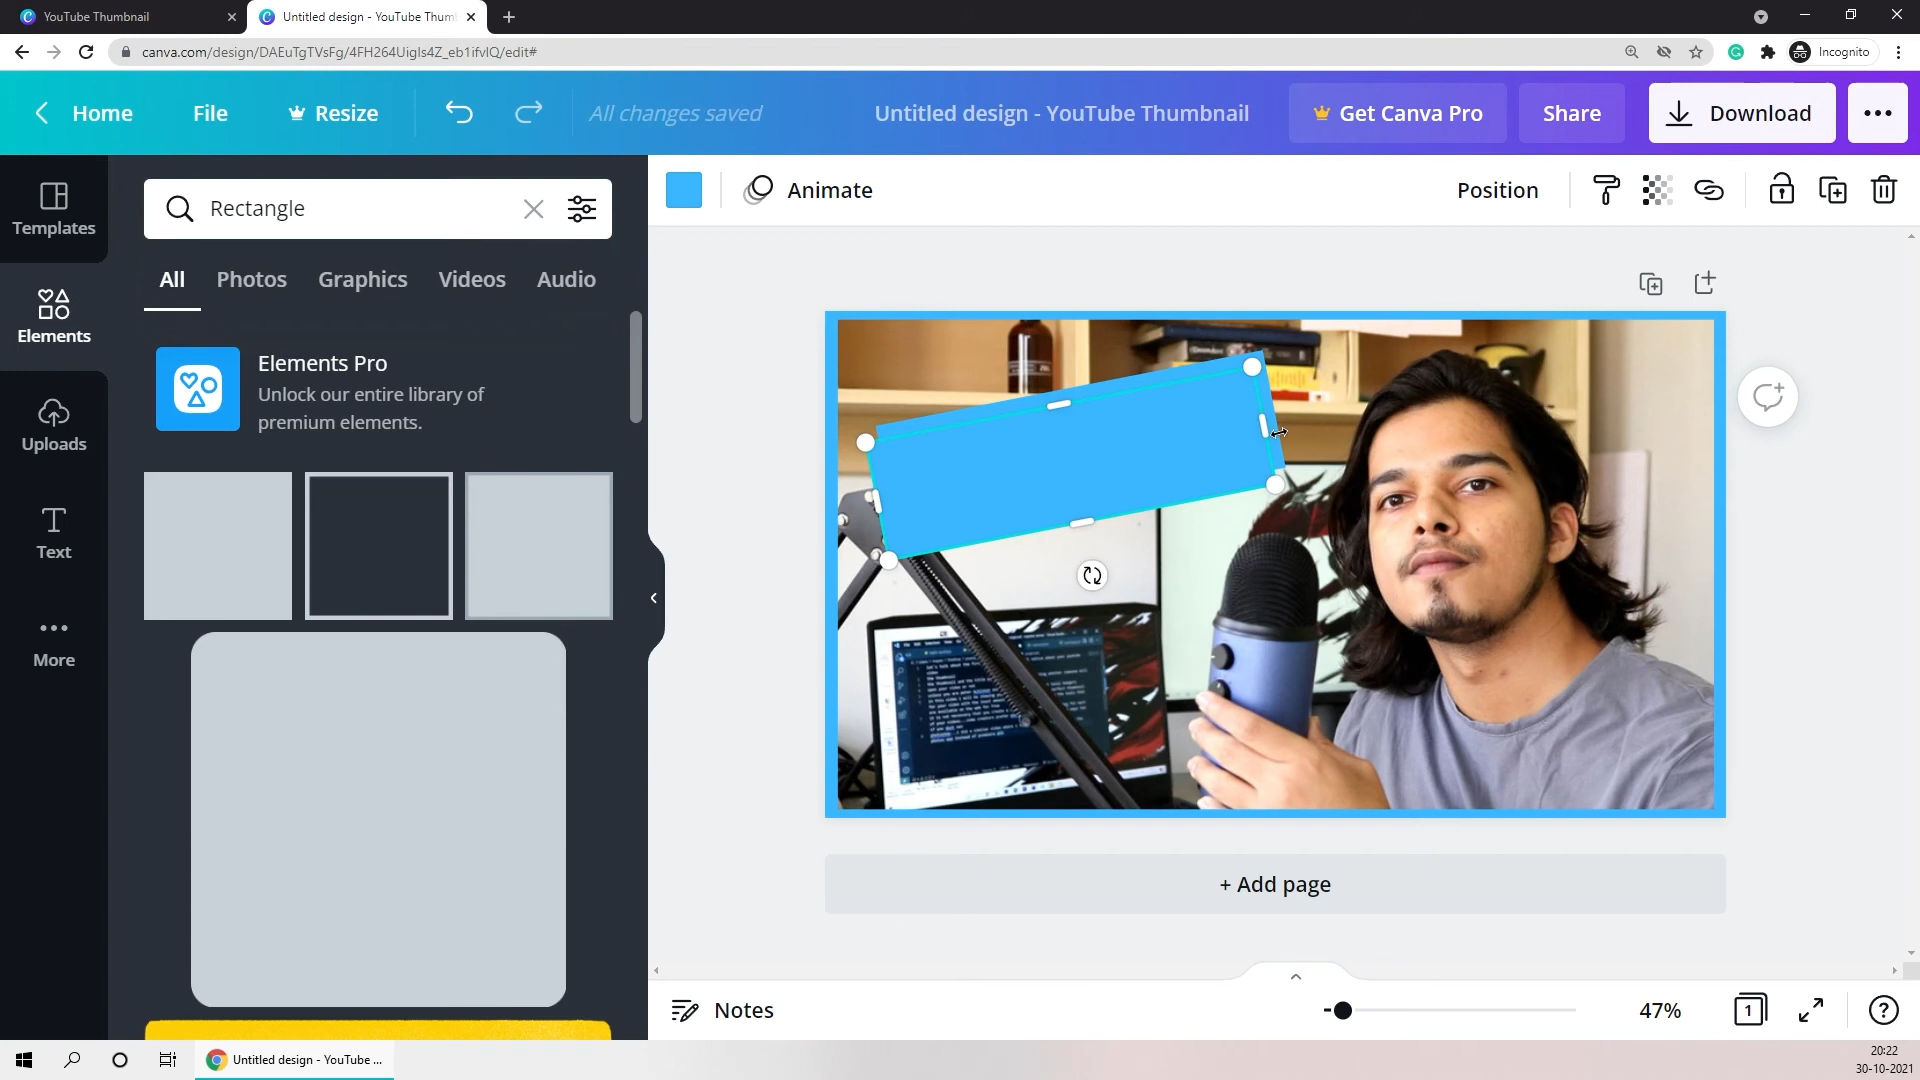 YouTube Thumbnail
Untitled design - YouTube Thum
canva.com/design/DAEuTgTVsFg/4FH264Uigls4Z_eb1ifvIQ/edit#
Incognito
Home
File
Resize
All changes saved
Untitled design - YouTube Thumbnail
Get Canva Pro
Share
Download
Templates
Elements
Uploads
Text
More
Rectangle
All
Photos
Graphics
Videos
Audio
Elements Pro
Unlock our entire library of
premium elements.
Animate
Position
+ Add page
Notes
47%
1
Untitled design - YouTube ...
20:22
30-10-2021